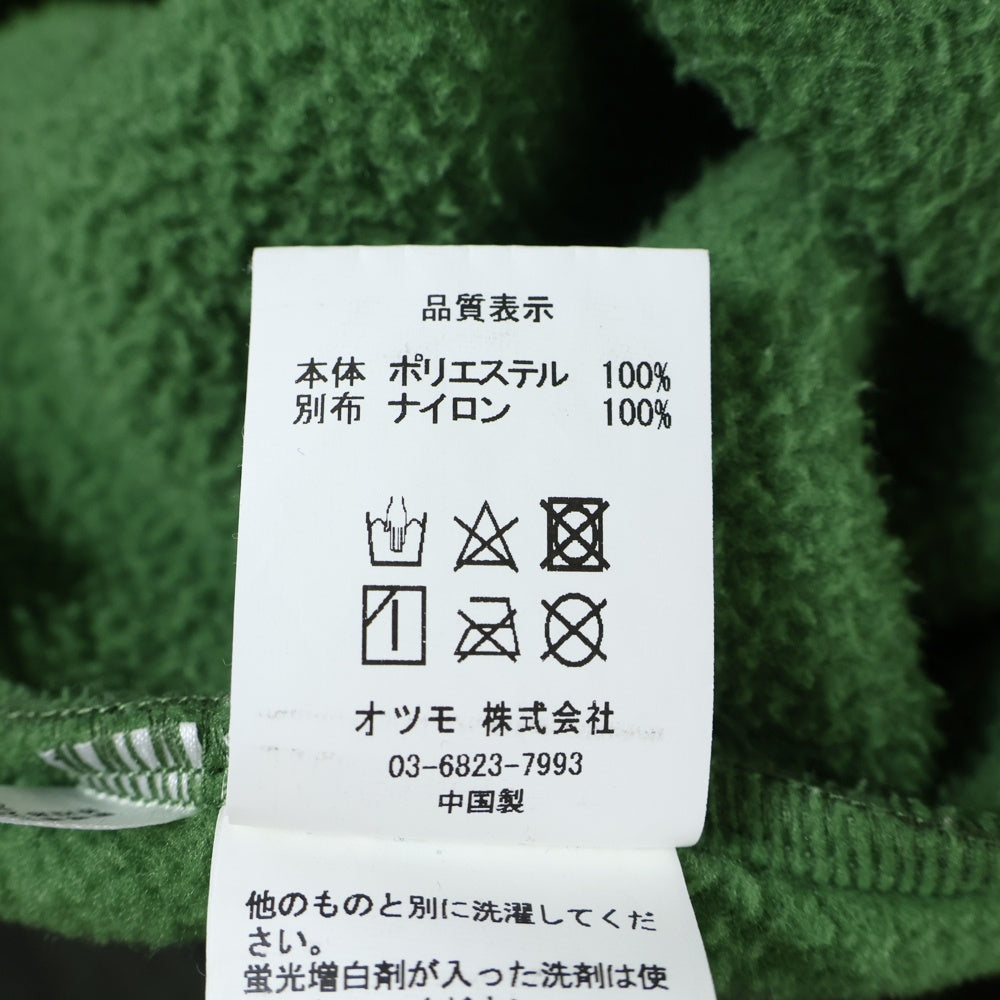 品質表示
本体 ポリエステル 100%
別布 ナイロン 100%
オツモ 株式会社
03-6823-7993
中国製
他のものと別に洗濯してくだ
さい。
蛍光増白剤が入った洗剤は使